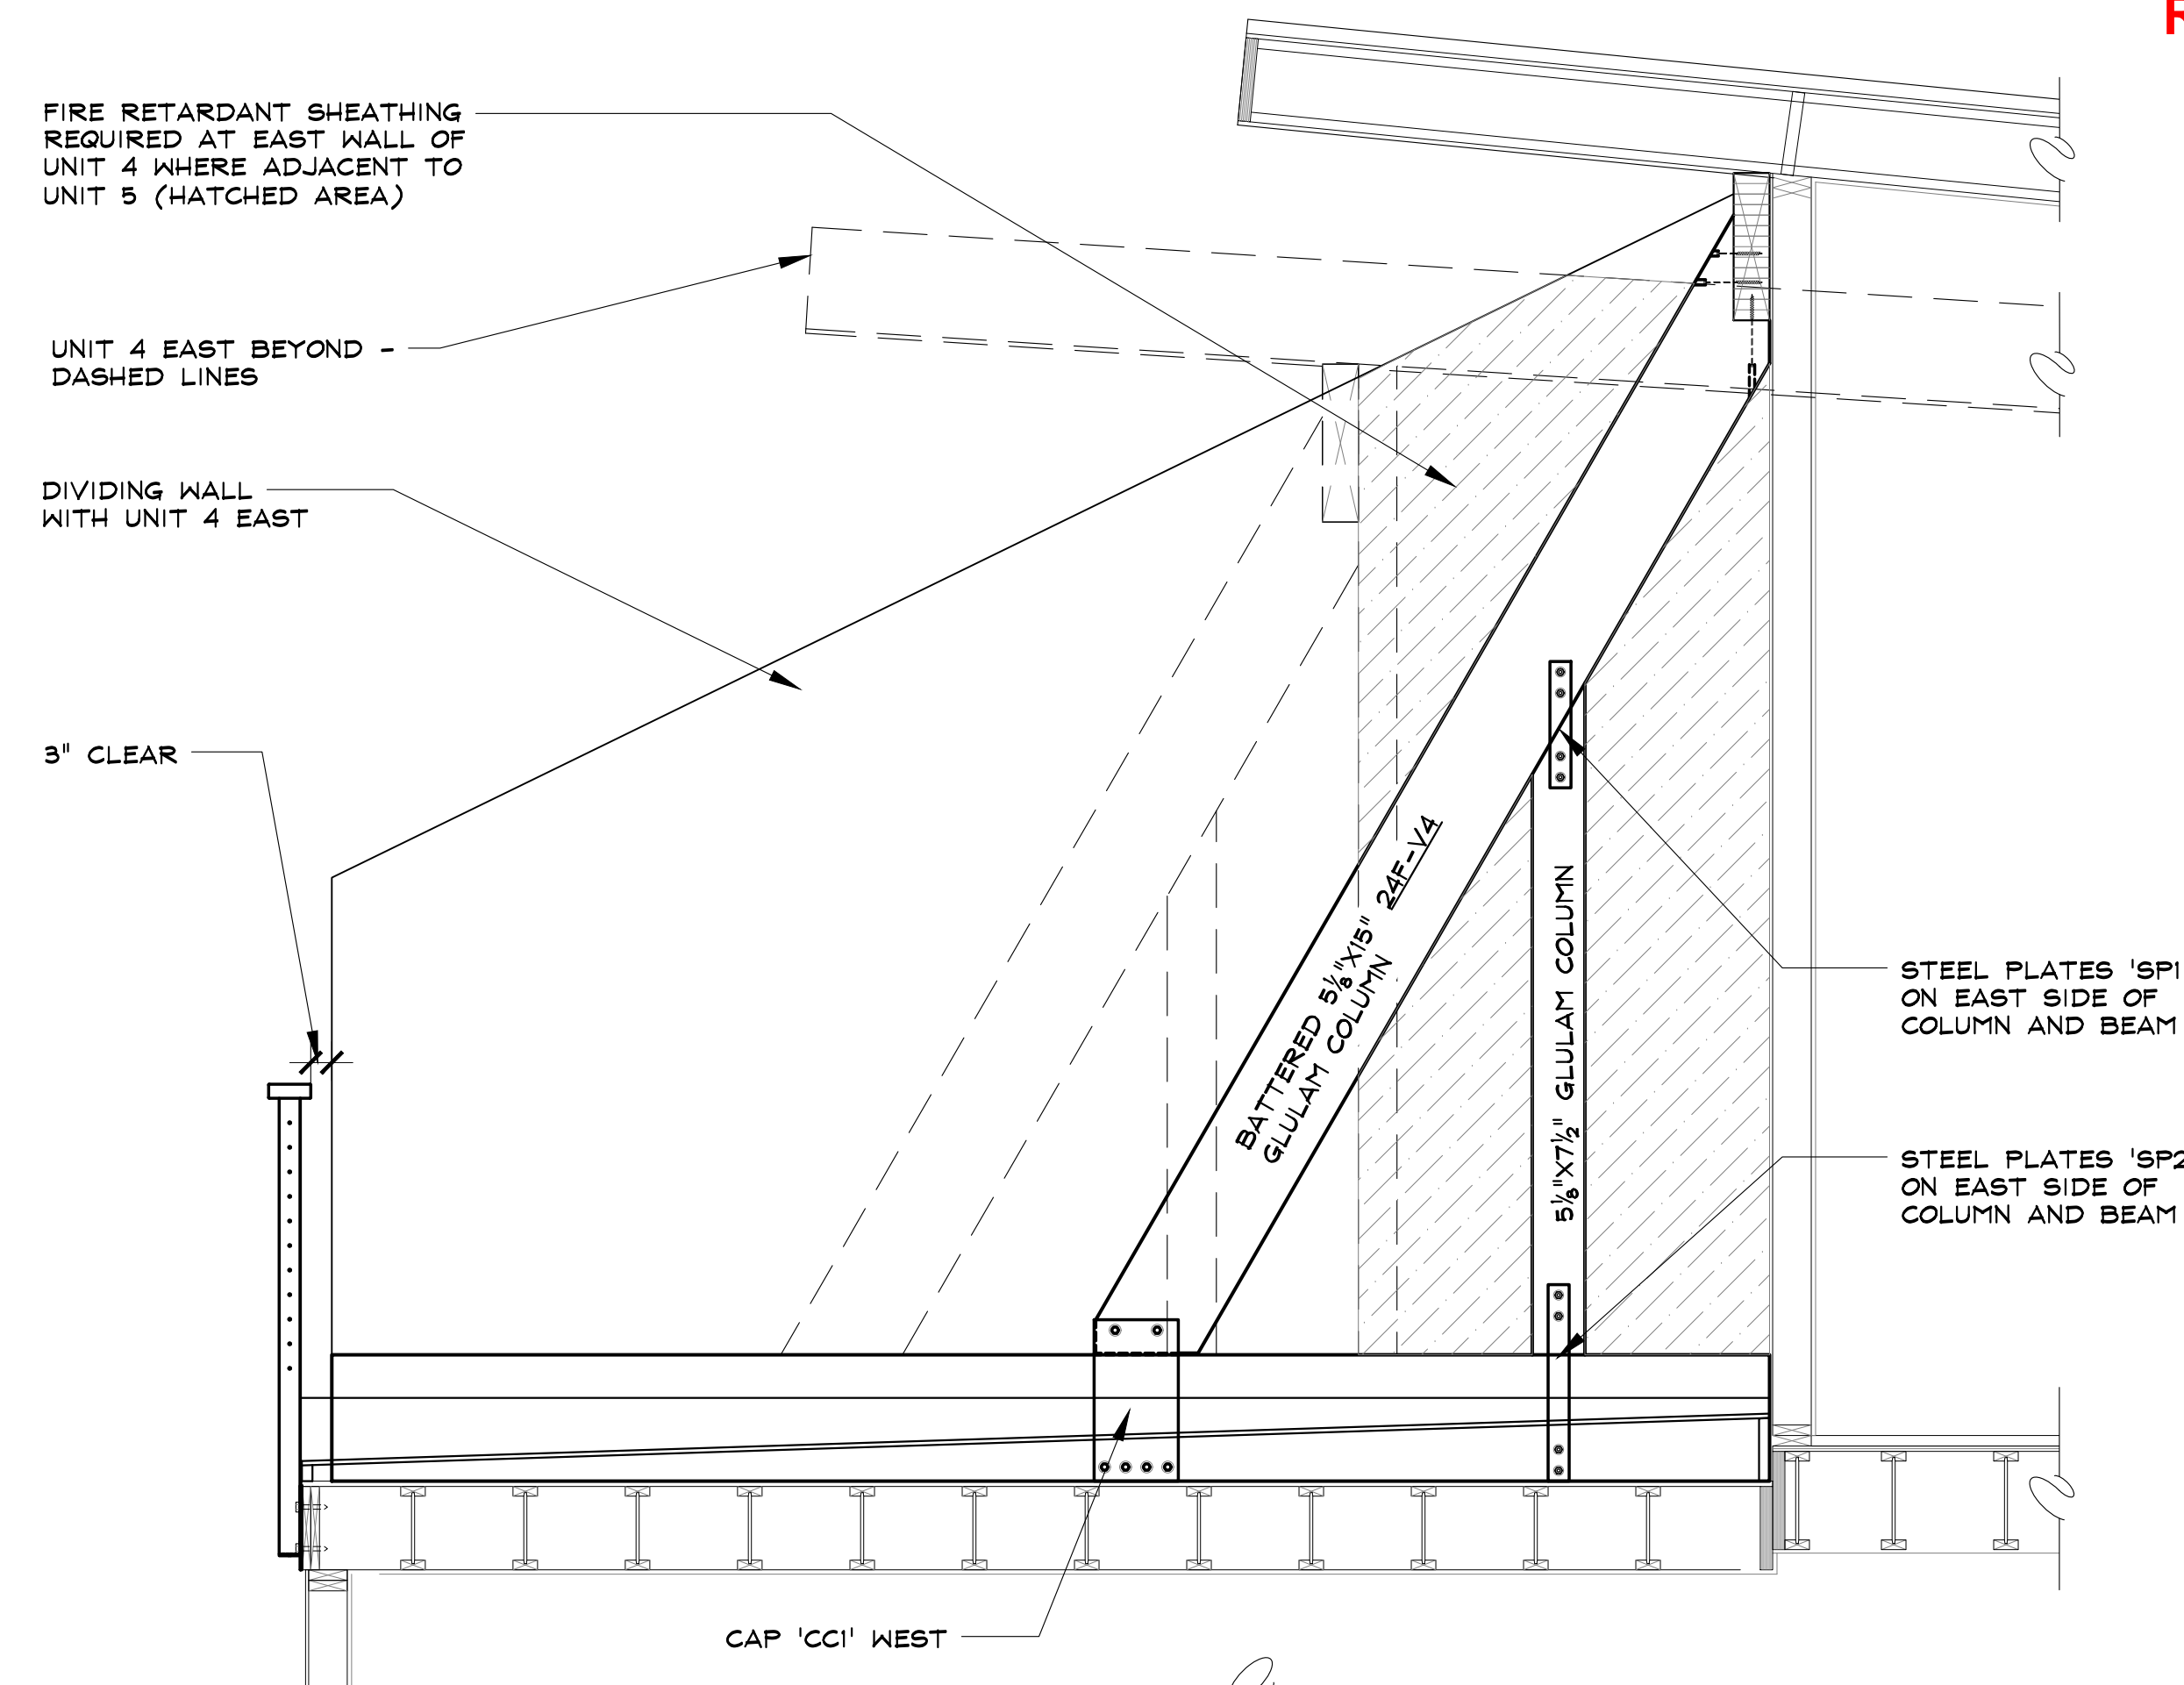 R
FIRE RETARDANT SHEATHING
REQUIRED AT EAST WALL OF
UNIT 4 WHERE ADJACENT TO
UNIT 5 (HATCHED AREA)
UNIT 4 EAST BEYOND -
DASHED LINES
DIVIDING WALL
WITH UNIT 4 EAST
3" CLEAR
BATTERED 5⅛"X15" 24F-V4
GLULAM COLUMN
5⅛"X7½" GLULAM COLUMN
STEEL PLATES 'SP1
ON EAST SIDE OF
COLUMN AND BEAM
STEEL PLATES 'SP2
ON EAST SIDE OF
COLUMN AND BEAM
CAP 'CC1' WEST